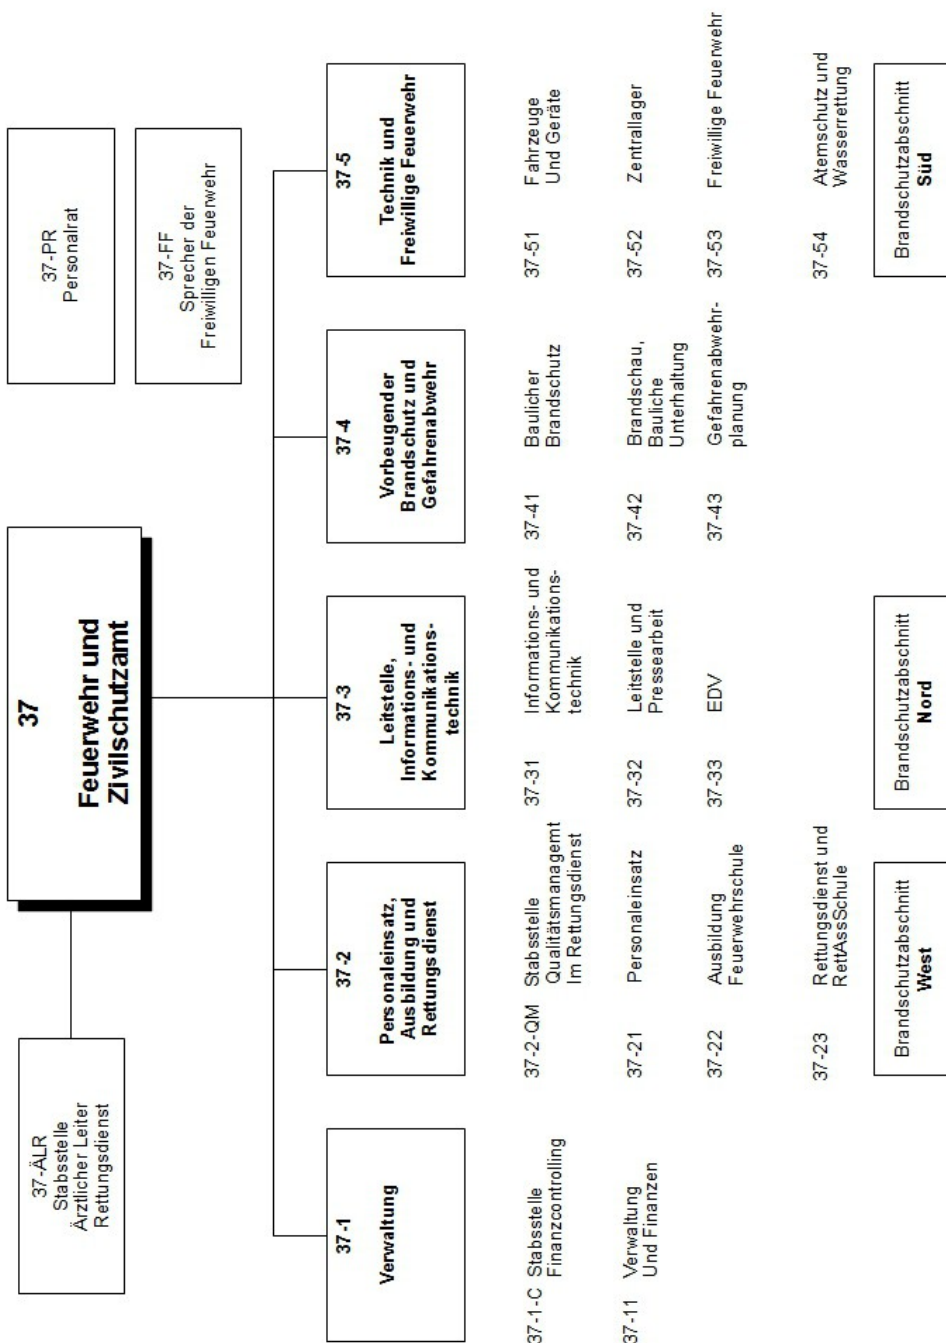 37
Feuerwehr und
Zivilschutzamt
37-ÄLR
Stabsstelle
Ärztlicher Leiter
Rettungsdienst
37-PR
Personalrat
37-FF
Sprecher der
Freiwilligen Feuerwehr
37-1
Verwaltung
37-1-C Stabsstelle
Finanzcontrolling
37-11 Verwaltung
Und Finanzen
37-2
Personaleinsatz,
Ausbildung und
Rettungsdienst
37-2-QM Stabsstelle
Qualitätsmanagemt
Im Rettungsdienst
37-21 Personaleinsatz
37-22 Ausbildung
Feuerwehrschule
37-23 Rettungsdienst und
RettAssSchule
Brandschutzabschnitt
West
37-3
Leitstelle,
Informations- und
Kommunikations-
technik
37-31 Informations- und
Kommunikations-
technik
37-32 Leitstelle und
Pressearbeit
37-33 EDV
Brandschutzabschnitt
Nord
37-4
Vorbeugender
Brandschutz und
Gefahrenabwehr
37-41 Baulicher
Brandschutz
37-42 Brandschau,
Bauliche
Unterhaltung
37-43 Gefahrenabwehr-
planung
37-5
Technik und
Freiwillige Feuerwehr
37-51 Fahrzeuge
Und Geräte
37-52 Zentrallager
37-53 Freiwillige Feuerwehr
37-54 Atemschutz und
Wasserrettung
Brandschutzabschnitt
Süd